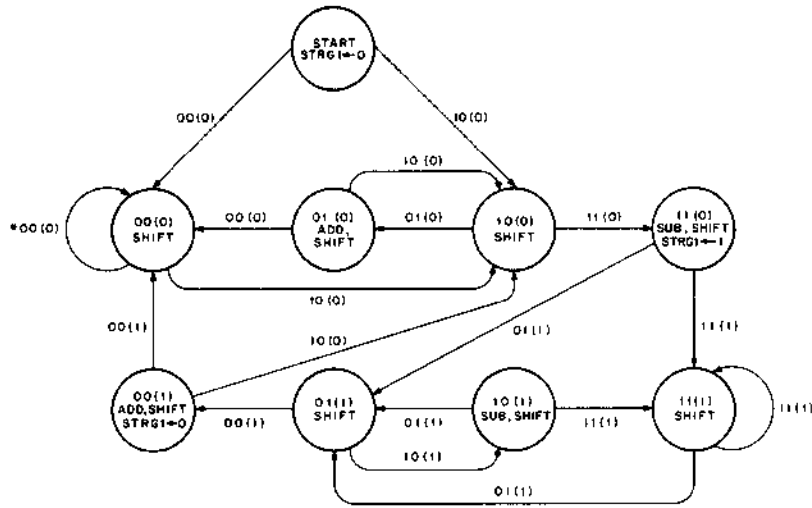 START
STRG1←0
00(0)
10(0)
10(0)
*00(0)
00(0)
SHIFT
00(0)
01(0)
ADD,
SHIFT
01(0)
10(0)
SHIFT
11(0)
11(0)
SUB, SHIFT
STRG1←1
10(0)
00(1)
10(0)
01(1)
11(1)
00(1)
ADD,SHIFT
STRG1←0
00(1)
01(1)
SHIFT
01(1)
10(1)
SUB, SHIFT
11(1)
11(1)
SHIFT
11(1)
10(1)
01(1)